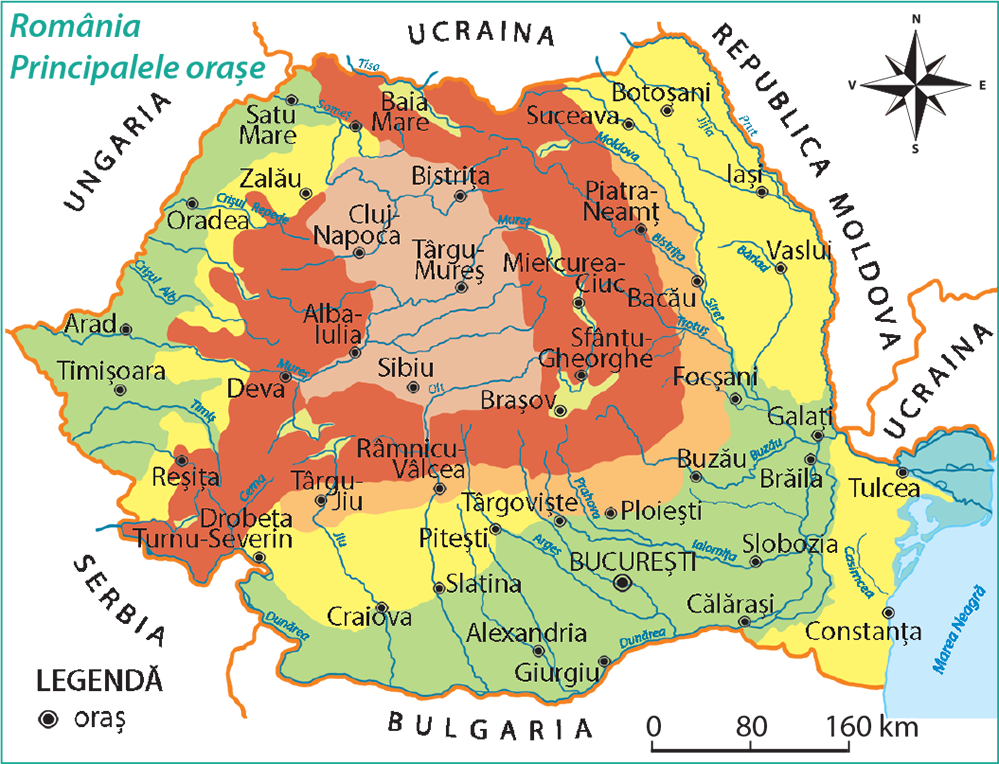 România
Principalele orașe
UCRAINA
REPUBLICA MOLDOVA
UNGARIA
N
V
E
S
Tisa
Satu
Mare
Someș
Baia
Mare
Suceava
Botoșani
Jijia
Prut
Moldova
Zalău
Bistrița
Iași
Oradea
Crișul Repede
Cluj-
Napoca
Piatra-
Neamț
Mureș
Bistrița
Târgu-
Mureș
Miercurea-
Ciuc
Vaslui
Bârlad
Crișul Alb
Bacău
Siret
Trotuș
Arad
Alba-
Iulia
Sfântu-
Gheorghe
UCRAINA
Timișoara
Deva
Mureș
Sibiu
Olt
Focșani
Brașov
Galați
Timiș
Râmnicu-
Vâlcea
Buzău
Buzău
Brăila
Reșița
Cerna
Târgu-
Jiu
Tulcea
Târgoviște
Prahova
Ploiești
Drobeta
Turnu-Severin
Jiu
Pitești
Argeș
Ialomița
Slobozia
BUCUREȘTI
Casimcea
SERBIA
Slatina
Dunărea
Craiova
Călărași
Alexandria
Dunărea
Constanța
Marea Neagră
Giurgiu
LEGENDĂ
oraș
BULGARIA
0 80 160 km